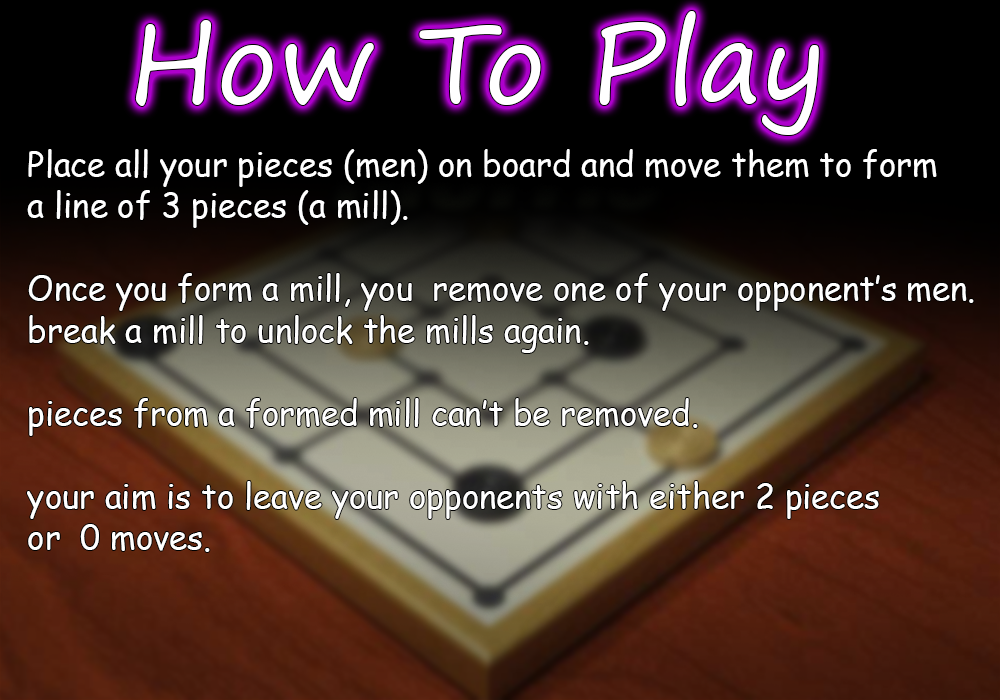 How To Play
Place all your pieces (men) on board and move them to form
a line of 3 pieces (a mill).
Once you form a mill, you  remove one of your opponent's men.
break a mill to unlock the mills again.
pieces from a formed mill can't be removed.
your aim is to leave your opponents with either 2 pieces
or  0 moves.